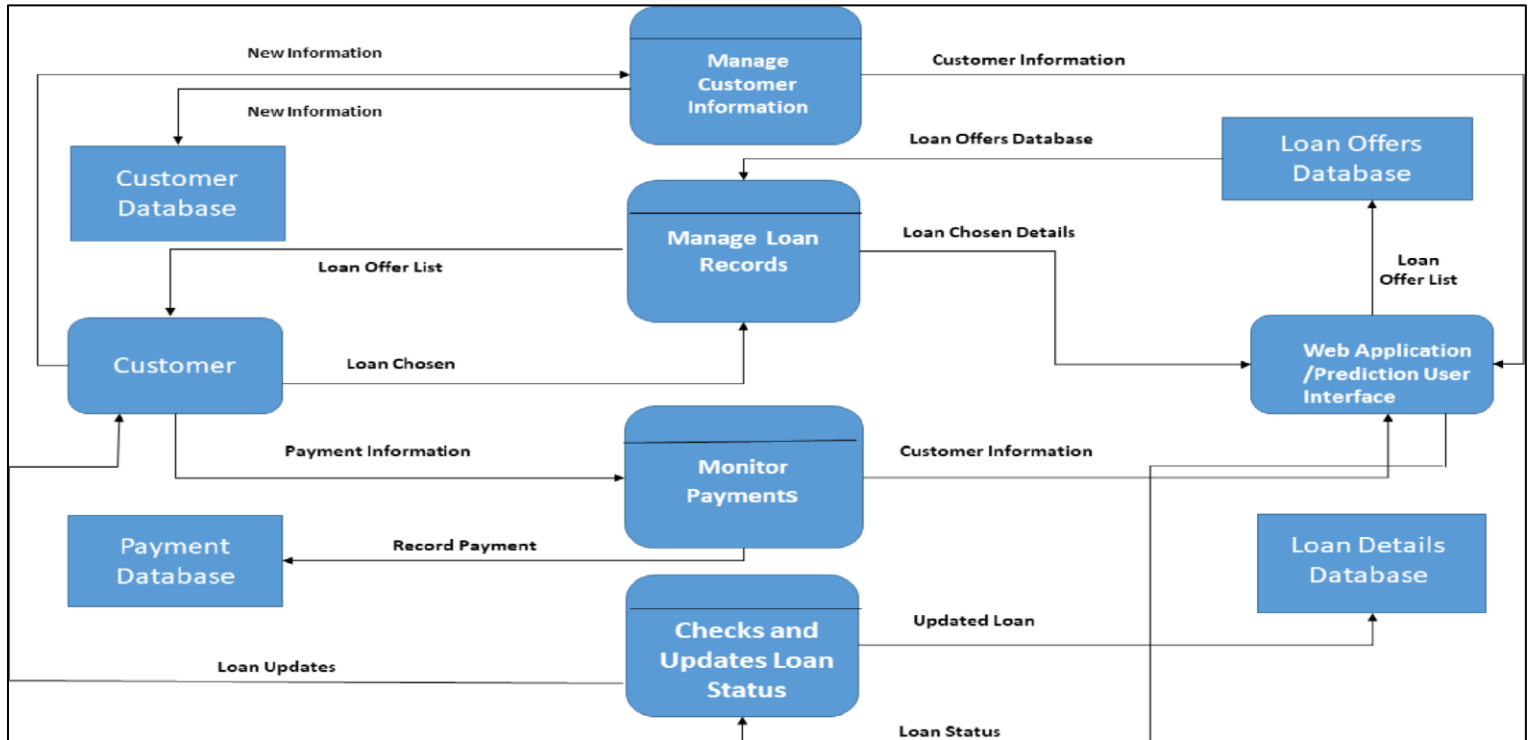 New Information
Manage
Customer
Information
Customer Information
New Information
Loan Offers Database
Loan Offers
Database
Customer
Database
Manage Loan
Records
Loan Chosen Details
Loan Offer List
Loan
Offer List
Customer
Loan Chosen
Web Application
/Prediction User
Interface
Payment Information
Monitor
Payments
Customer Information
Payment
Database
Record Payment
Loan Details
Database
Checks and
Updates Loan
Status
Updated Loan
Loan Updates
Loan Status